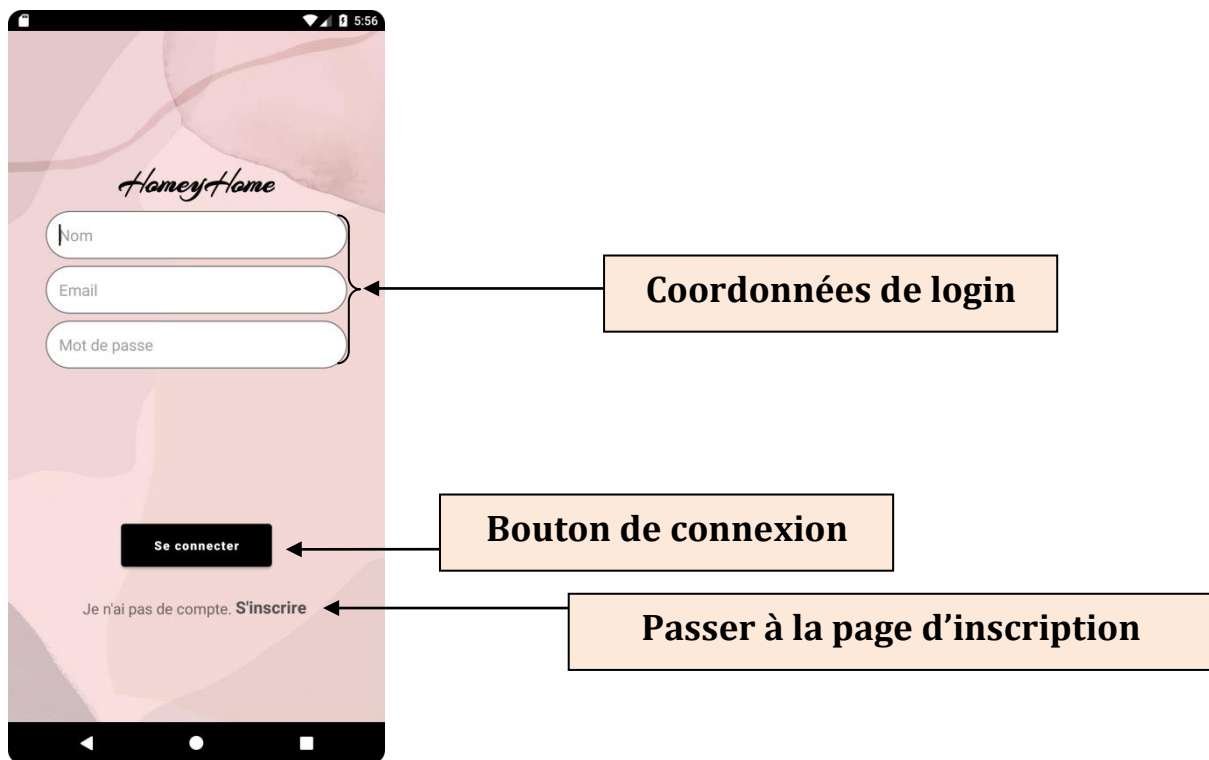 5:56
HomeyHome
Nom
Email
Mot de passe
Coordonnées de login
Se connecter
Bouton de connexion
Je n'ai pas de compte. S'inscrire
Passer à la page d’inscription